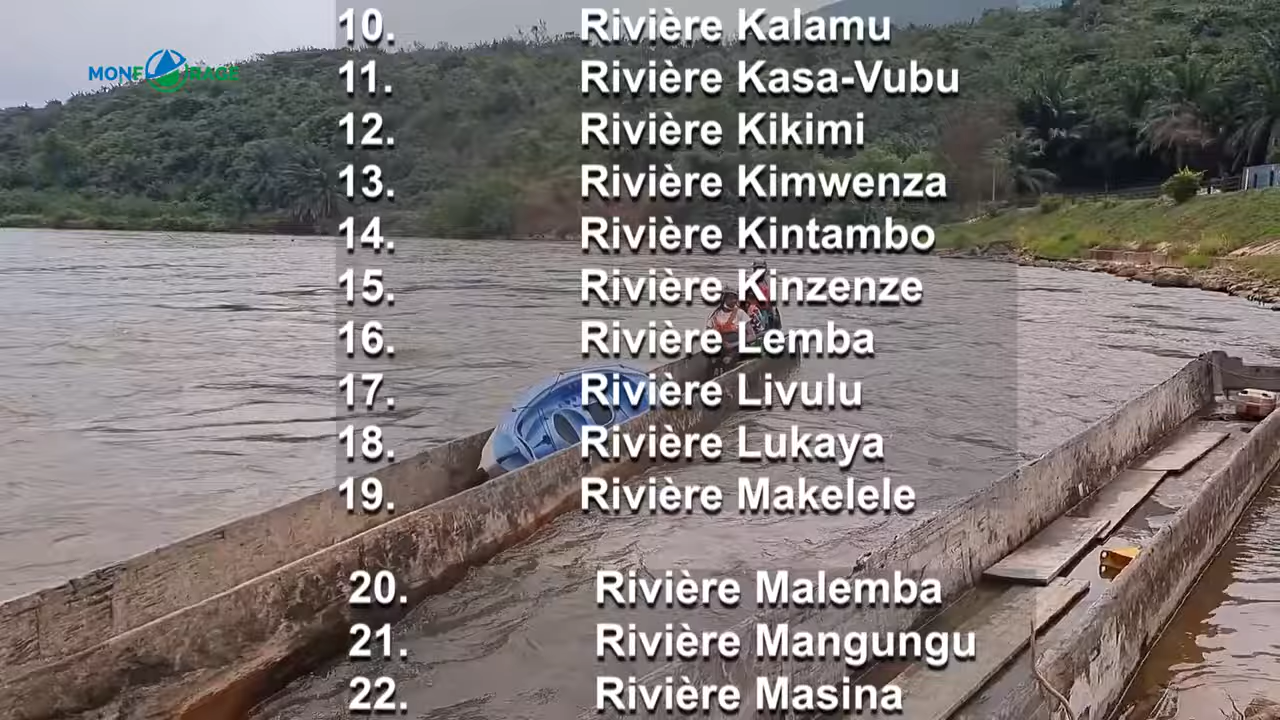 10. Rivière Kalamu
11. Rivière Kasa-Vubu
12. Rivière Kikimi
13. Rivière Kimwenza
14. Rivière Kintambo
15. Rivière Kinzenze
16. Rivière Lemba
17. Rivière Livulu
18. Rivière Lukaya
19. Rivière Makelele
20. Rivière Malemba
21. Rivière Mangungu
22. Rivière Masina